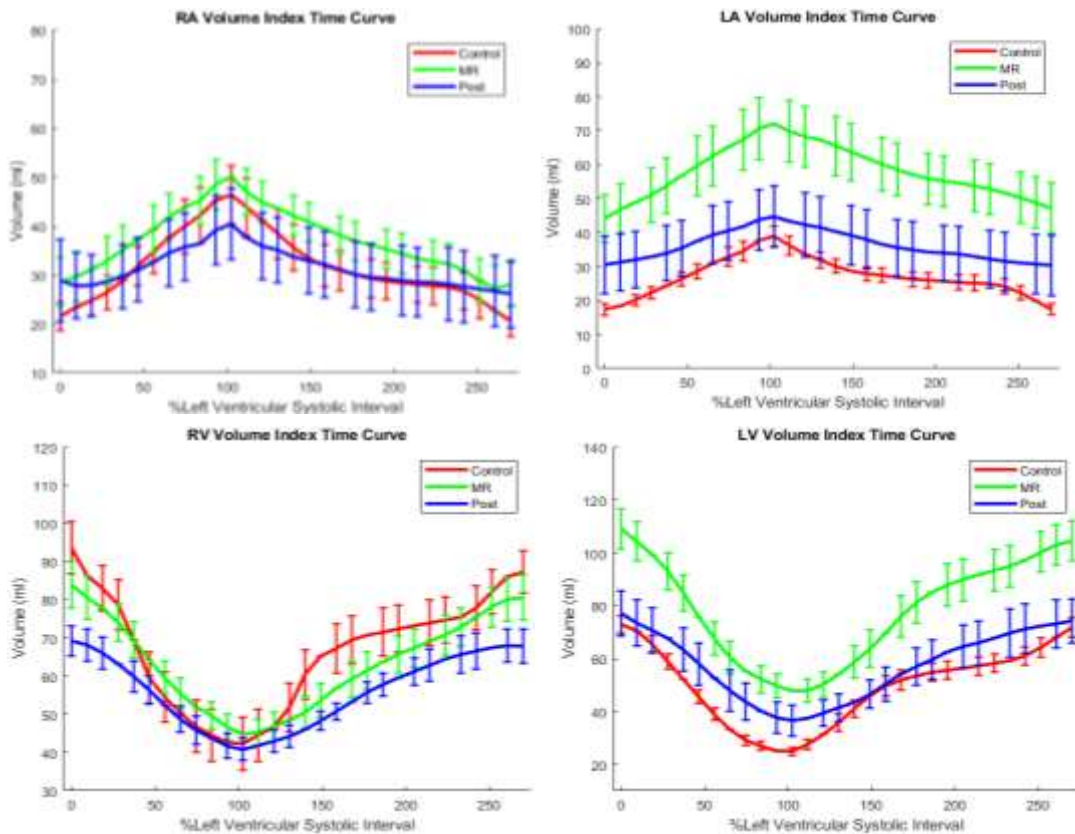 RA Volume Index Time Curve
80
70
60
50
40
30
20
10
Volume (ml)
0 50 100 150 200 250
%Left Ventricular Systolic Interval
Control
MR
Post
LA Volume Index Time Curve
100
90
80
70
60
50
40
30
20
10
0
Volume (ml)
0 50 100 150 200 250
%Left Ventricular Systolic Interval
Control
MR
Post
RV Volume Index Time Curve
120
110
100
90
80
70
60
50
40
30
Volume (ml)
0 50 100 150 200 250
%Left Ventricular Systolic Interval
Control
MR
Post
LV Volume Index Time Curve
140
120
100
80
60
40
20
Volume (ml)
0 50 100 150 200 250
%Left Ventricular Systolic Interval
Control
MR
Post